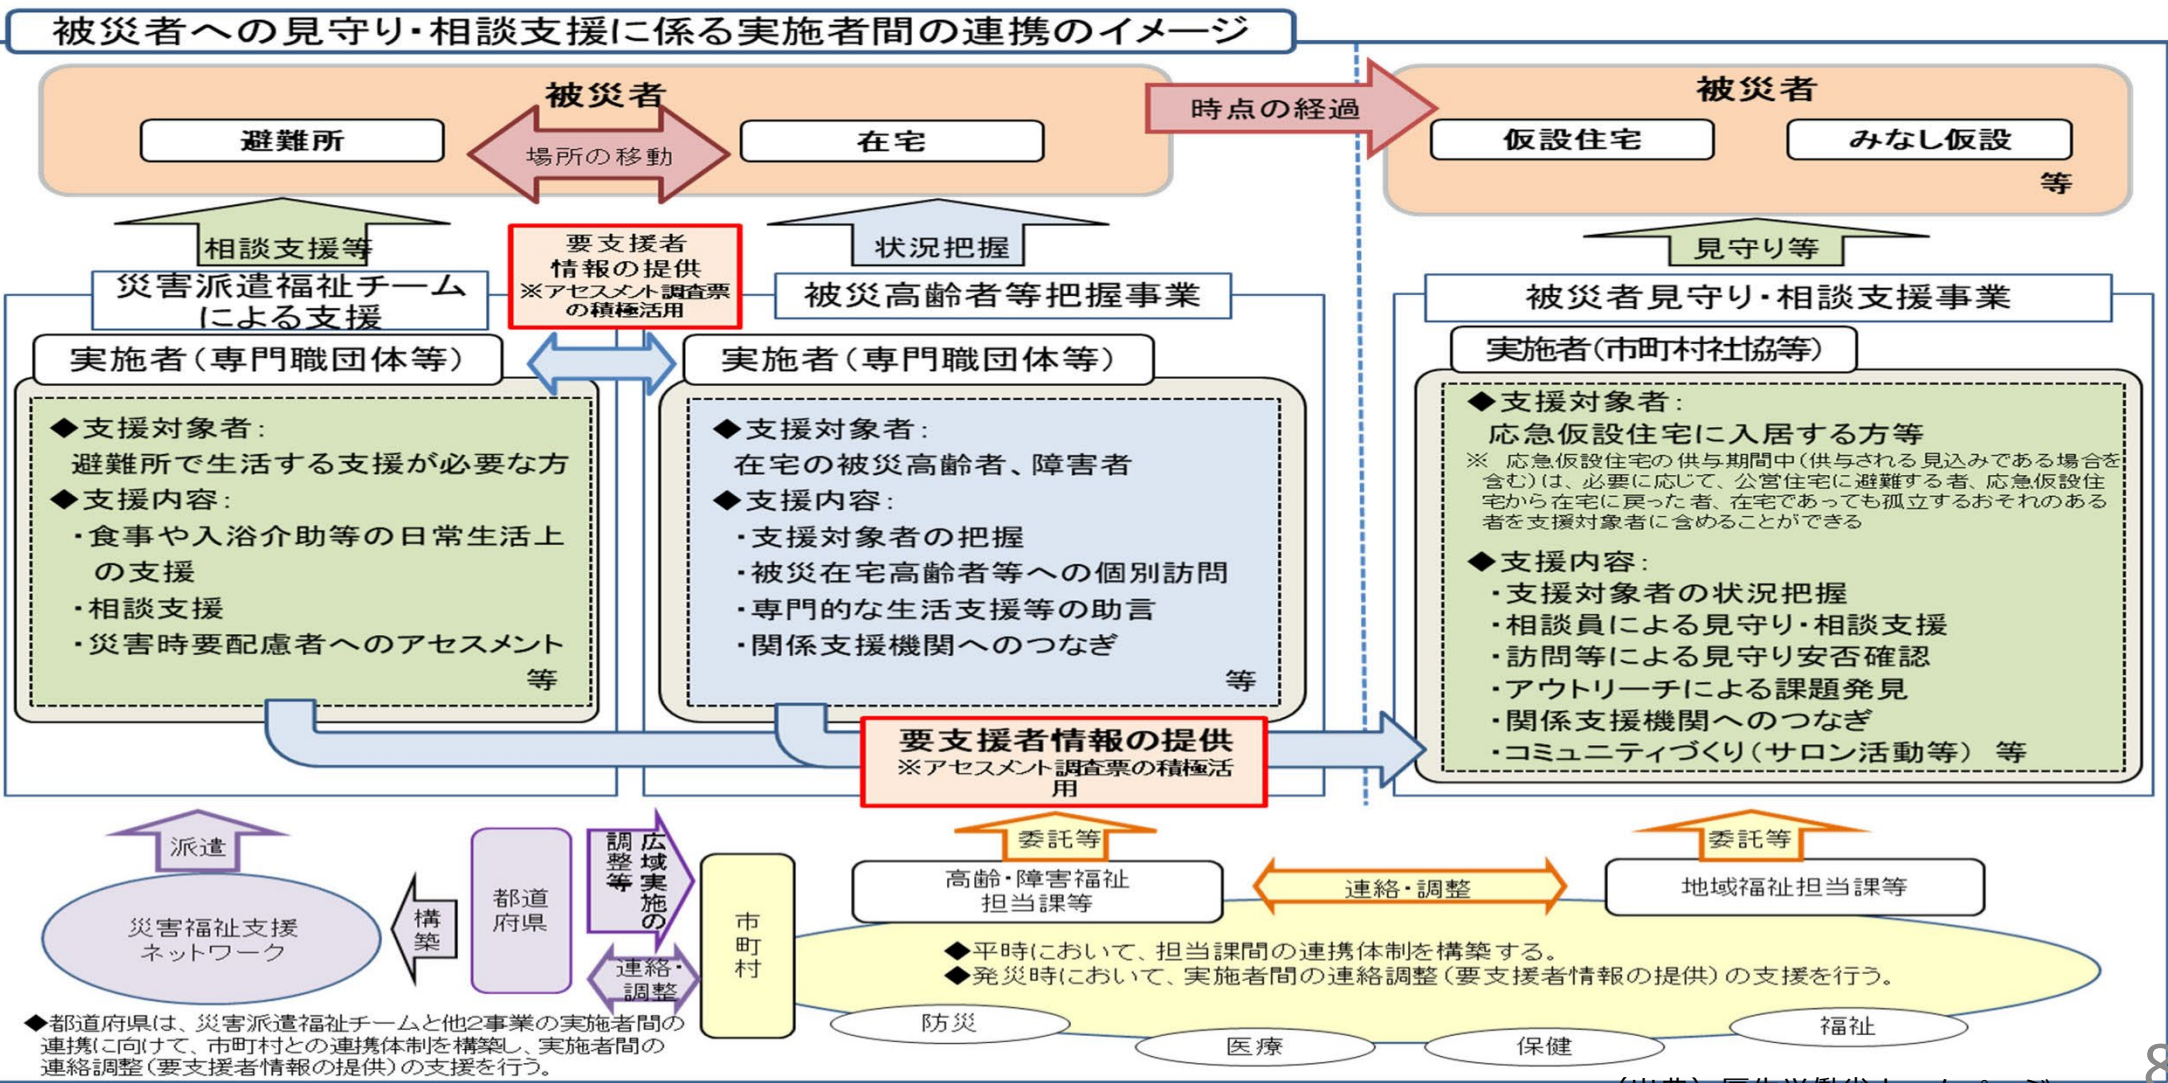 被災者への見守り・相談支援に係る実施者間の連携のイメージ
被災者
避難所
場所の移動
在宅
時点の経過
被災者
仮設住宅
みなし仮設
等
相談支援等
要支援者
情報の提供
※アセスメント調査票
の積極活用
状況把握
見守り等
災害派遣福祉チーム
による支援
被災高齢者等把握事業
被災者見守り・相談支援事業
実施者(専門職団体等)
◆支援対象者:
避難所で生活する支援が必要な方
◆支援内容:
・食事や入浴介助等の日常生活上
の支援
・相談支援
・災害時要配慮者へのアセスメント
等
実施者(専門職団体等)
◆支援対象者:
在宅の被災高齢者、障害者
◆支援内容:
・支援対象者の把握
・被災在宅高齢者等への個別訪問
・専門的な生活支援等の助言
・関係支援機関へのつなぎ
等
実施者(市町村社協等)
◆支援対象者:
応急仮設住宅に入居する方等
※ 応急仮設住宅の供与期間中(供与される見込みである場合を
含む)は、必要に応じて、公営住宅に避難する者、応急仮設住
宅から在宅に戻った者、在宅であっても孤立するおそれのある
者を支援対象者に含めることができる
◆支援内容:
・支援対象者の状況把握
・相談員による見守り・相談支援
・訪問等による見守り安否確認
・アウトリーチによる課題発見
・関係支援機関へのつなぎ
・コミュニティづくり(サロン活動等) 等
要支援者情報の提供
※アセスメント調査票の積極活
用
派遣
災害福祉支援
ネットワーク
構築
都道
府県
広域実施の
調整等
連絡・
調整
市町村
委託等
高齢・障害福祉
担当課等
連絡・調整
委託等
地域福祉担当課等
◆平時において、担当課間の連携体制を構築する。
◆発災時において、実施者間の連絡調整(要支援者情報の提供)の支援を行う。
防災
医療
保健
福祉
◆都道府県は、災害派遣福祉チームと他2事業の実施者間の
連携に向けて、市町村との連携体制を構築し、実施者間の
連絡調整(要支援者情報の提供)の支援を行う。
8